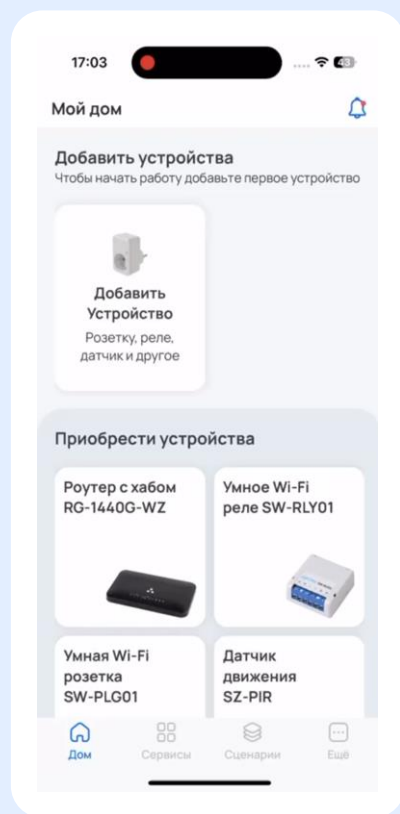 17:03
43
Мой дом
Добавить устройства
Чтобы начать работу добавьте первое устройство
Добавить
Устройство
Розетку, реле,
датчик и другое
Приобрести устройства
Роутер с хабом
RG-1440G-WZ
Умное Wi-Fi
реле SW-RLY01
Умная Wi-Fi
розетка
SW-PLG01
Датчик
движения
SZ-PIR
Дом
Сервисы
Сценарии
Ещё